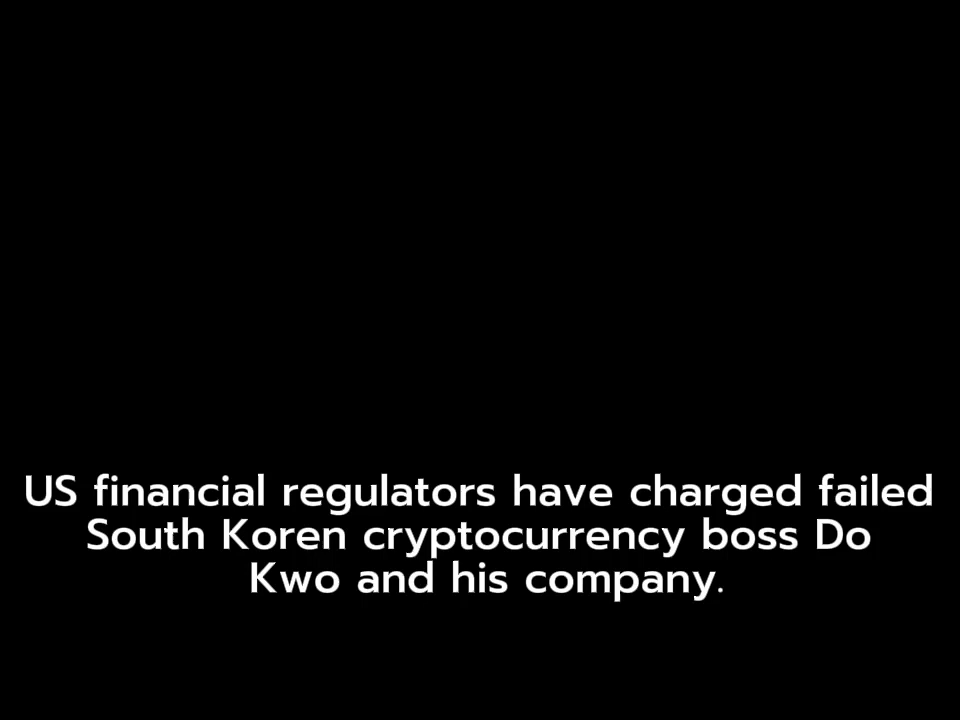 US financial regulators have charged failed
South Koren cryptocurrency boss Do
Kwo and his company.